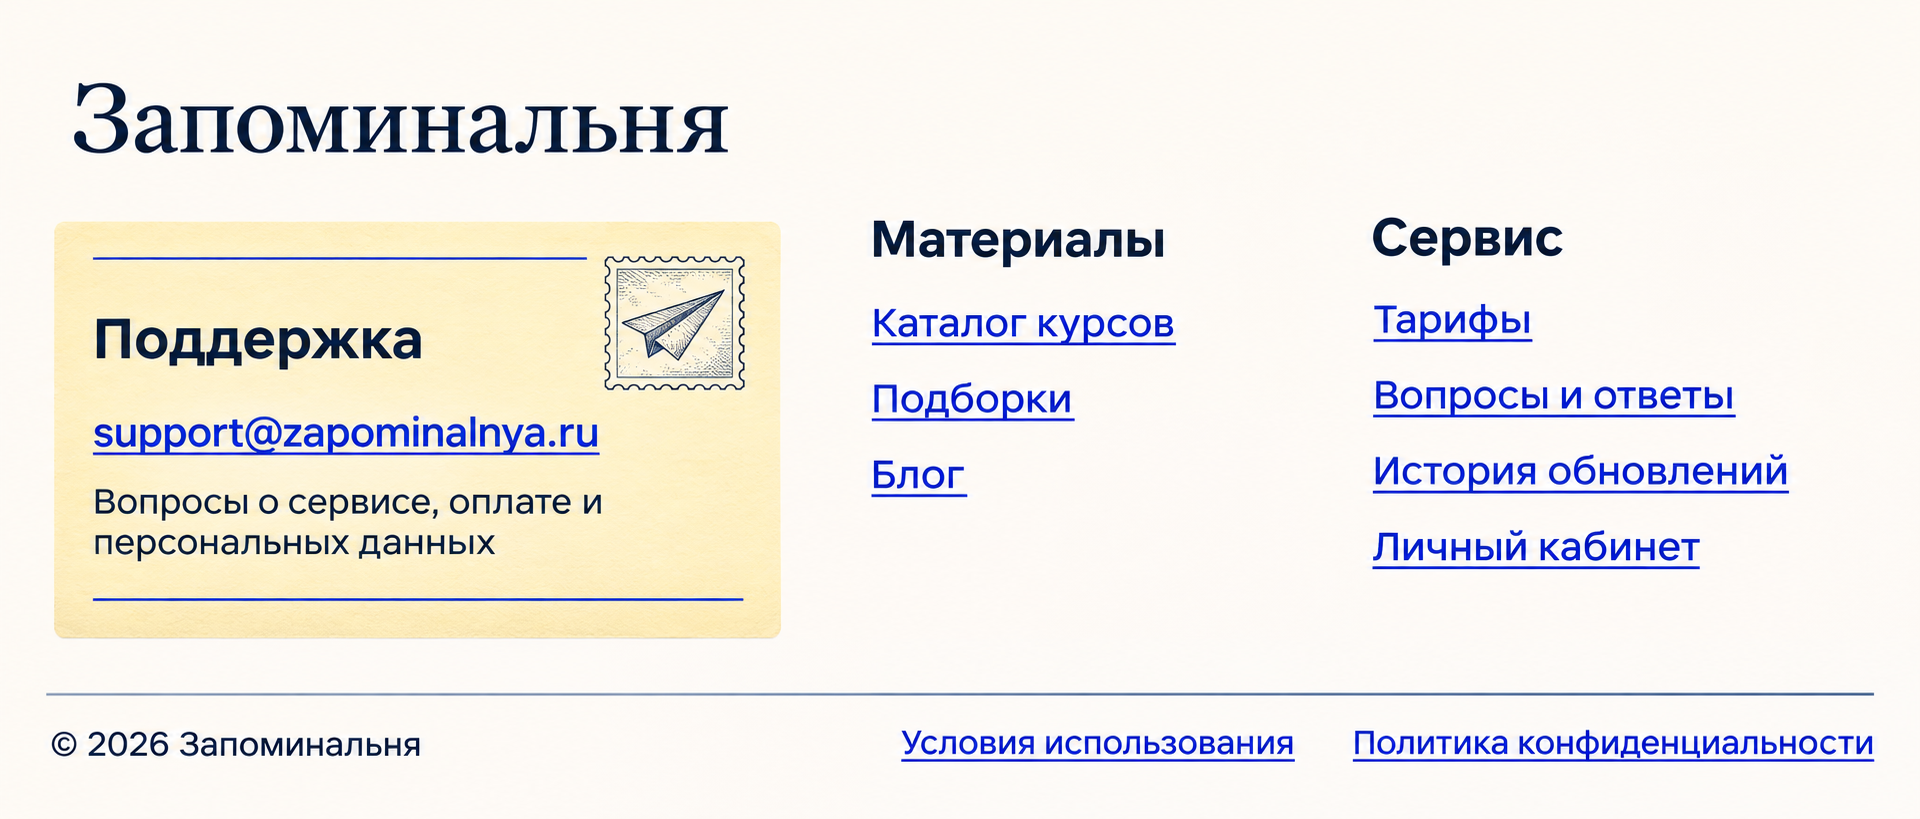 Запоминальня
Поддержка
support@zapominalnya.ru
Вопросы о сервисе, оплате и
персональных данных
Материалы
Каталог курсов
Подборки
Блог
Сервис
Тарифы
Вопросы и ответы
История обновлений
Личный кабинет
© 2026 Запоминальня
Условия использования
Политика конфиденциальности